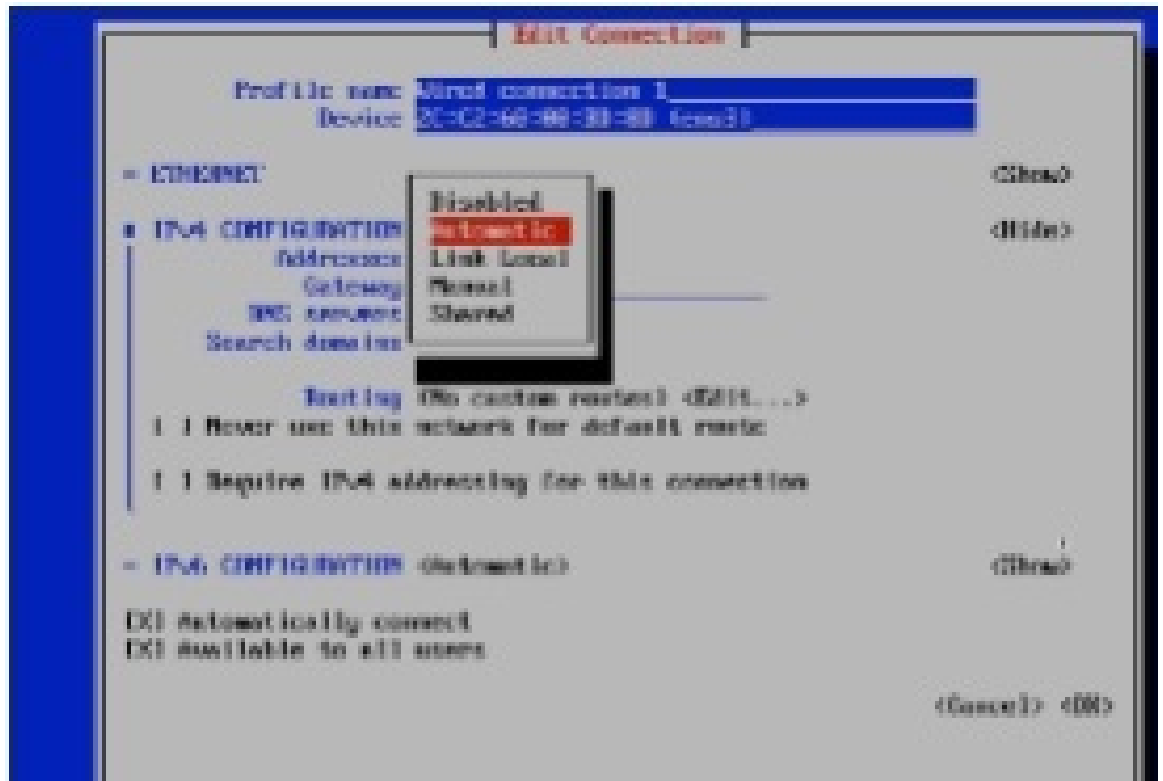 Edit Connection
Profile name Wired connection 1
Device
= ETHERNET <Show>
Disabled
IPv4 CONFIGURATION Automatic <Hide>
Addresses Link Local
Gateway Manual
DNS servers Shared
Search domains
Routing (No custom routes) <Edit...>
[ ] Never use this network for default route
[ ] Require IPv4 addressing for this connection
= IPv6 CONFIGURATION <Automatic> <Show>
[X] Automatically connect
[X] Available to all users
<Cancel> <OK>